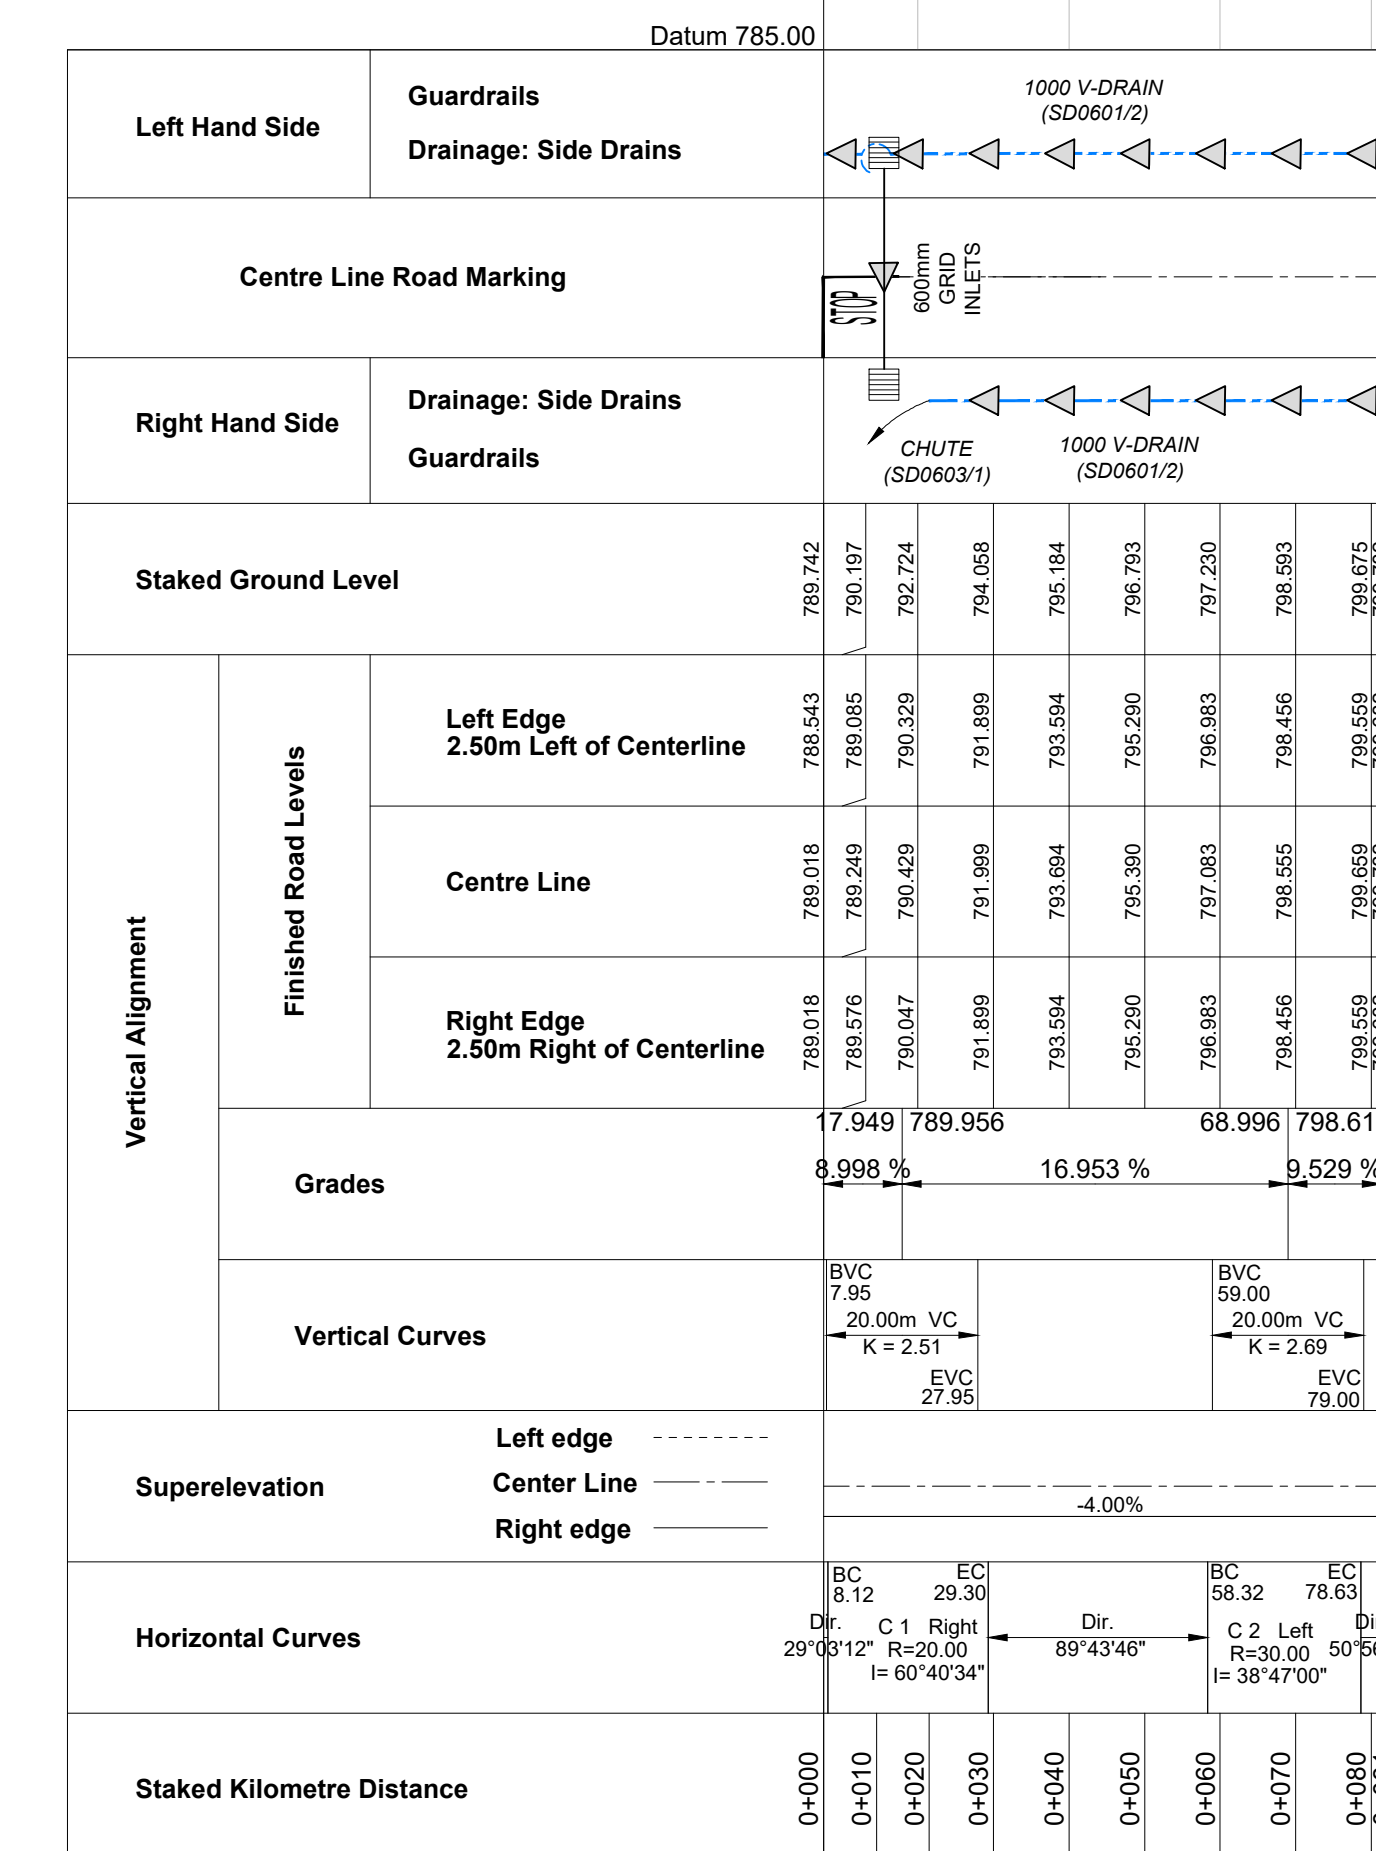 Datum 785.00
Left Hand Side
Guardrails
Drainage: Side Drains
1000 V-DRAIN
(SD0601/2)
Centre Line Road Marking
STOP
600mm
GRID
INLETS
Right Hand Side
Drainage: Side Drains
Guardrails
CHUTE
(SD0603/1)
1000 V-DRAIN
(SD0601/2)
Staked Ground Level
789.742
790.197
792.724
794.058
795.184
796.793
797.230
798.593
799.675
Vertical Alignment
Finished Road Levels
Left Edge
2.50m Left of Centerline
788.543
789.085
790.329
791.899
793.594
795.290
796.983
798.456
799.559
Centre Line
789.018
789.249
790.429
791.999
793.694
795.390
797.083
798.555
799.659
Right Edge
2.50m Right of Centerline
789.018
789.576
790.047
791.899
793.594
795.290
796.983
798.456
799.559
Grades
17.949 789.956 68.996 798.61
8.998 % 16.953 % 9.529 %
Vertical Curves
BVC
7.95
20.00m VC
K = 2.51
EVC
27.95
BVC
59.00
20.00m VC
K = 2.69
EVC
79.00
Superelevation
Left edge
Center Line
Right edge
-4.00%
Horizontal Curves
Dir.
29°03'12"
BC
8.12
EC
29.30
C 1 Right
R=20.00
I= 60°40'34"
Dir.
89°43'46"
BC
58.32
EC
78.63
C 2 Left
R=30.00
I= 38°47'00"
Di
50°56
Staked Kilometre Distance
0+000
0+010
0+020
0+030
0+040
0+050
0+060
0+070
0+080